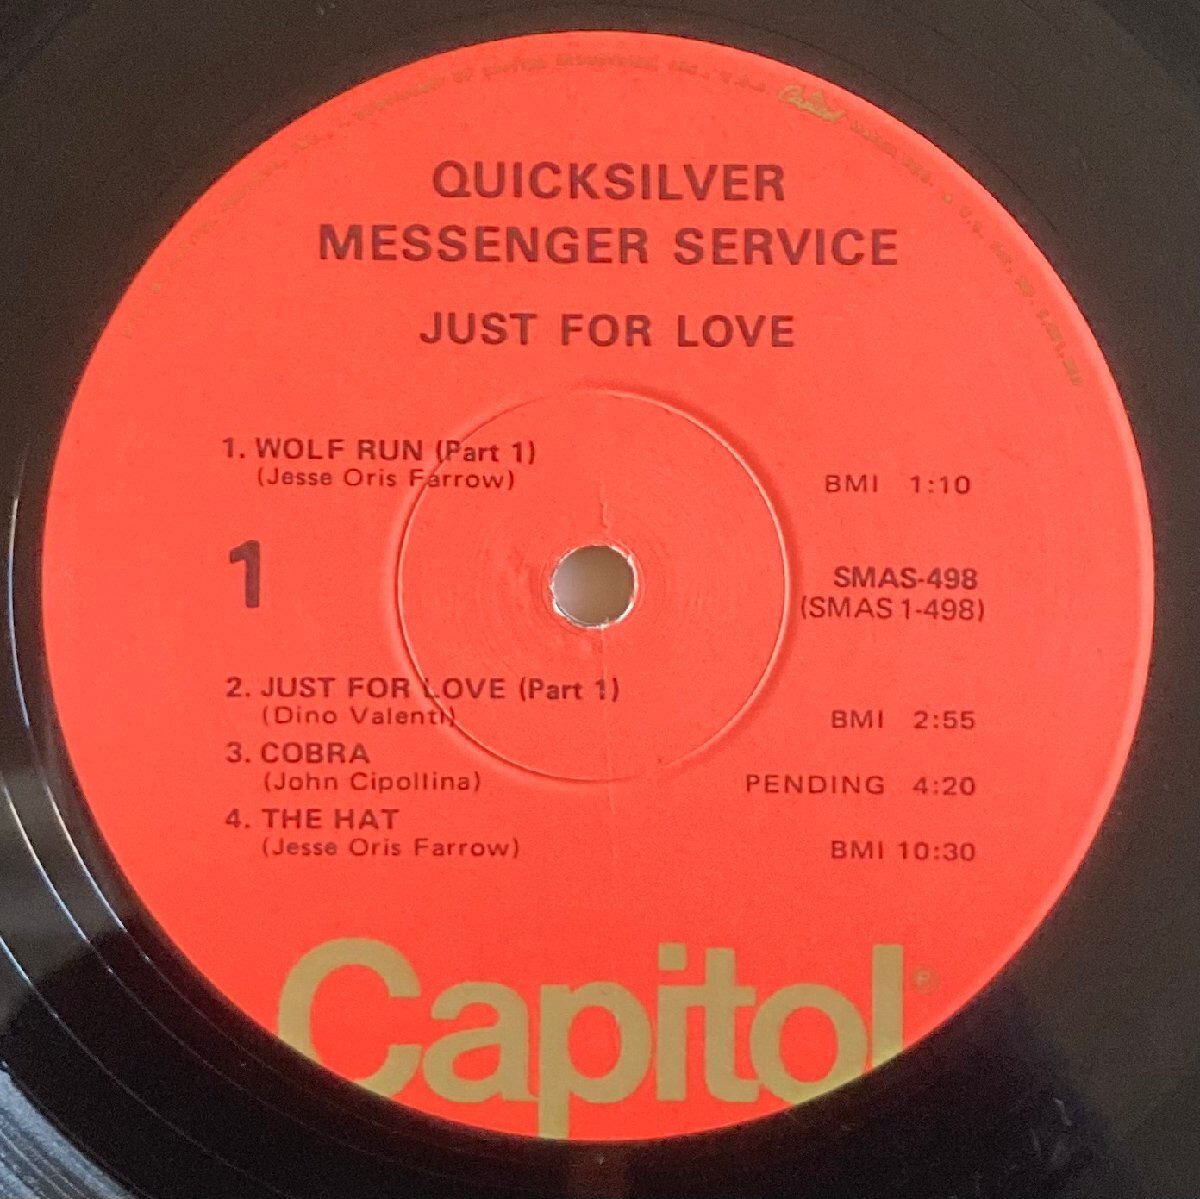 Capitol
QUICKSILVER
MESSENGER SERVICE
JUST FOR LOVE
1. WOLF RUN (Part 1)
(Jesse Oris Farrow)
BMI 1:10
1
SMAS-498
(SMAS 1-498)
2. JUST FOR LOVE (Part 1)
(Dino Valenti)
BMI 2:55
3. COBRA
(John Cipollina)
PENDING 4:20
4. THE HAT
(Jesse Oris Farrow)
BMI 10:30
Capitol®